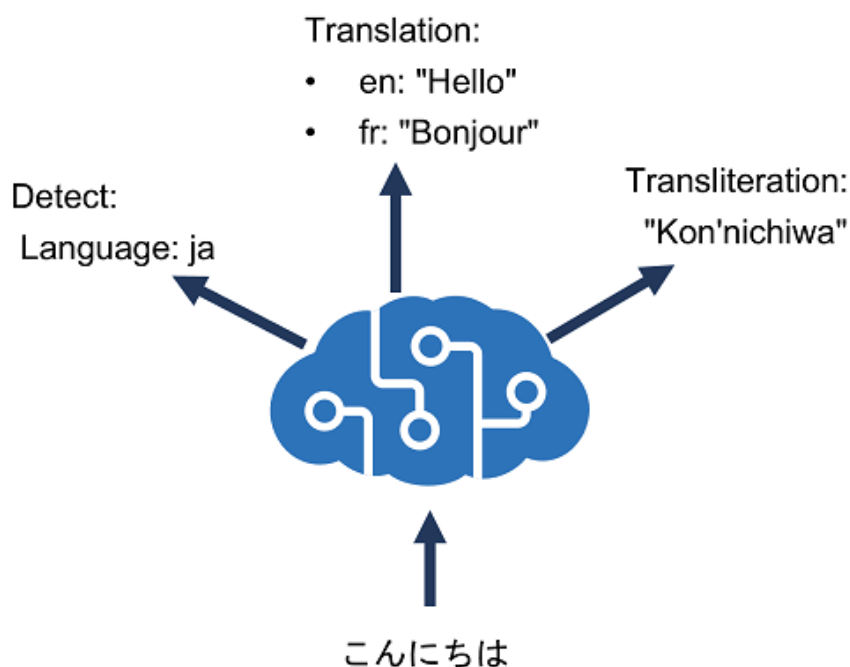 Translation:
• en: "Hello"
• fr: "Bonjour"
Detect:
Language: ja
Transliteration:
"Kon'nichiwa"
こんにちは